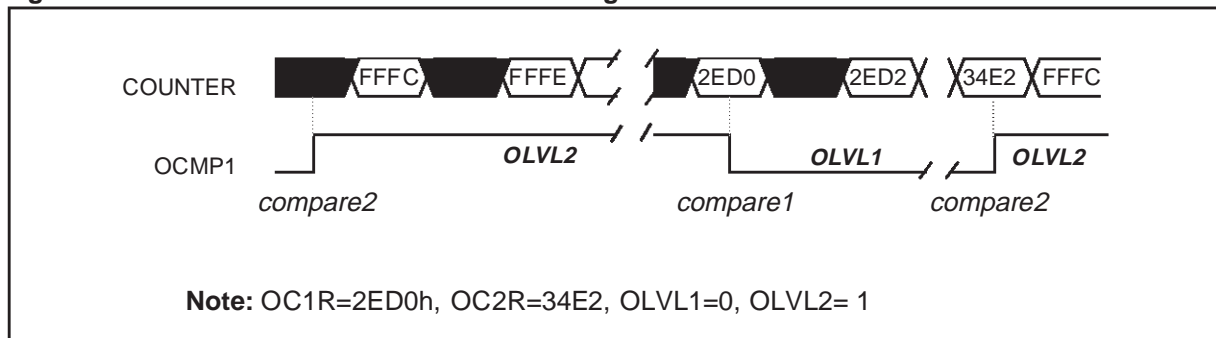 COUNTER FFFC FFFE 2ED0 2ED2 34E2 FFFC
OCMP1 OLVL2 OLVL1 OLVL2
compare2 compare1 compare2
Note: OC1R=2ED0h, OC2R=34E2, OLVL1=0, OLVL2= 1